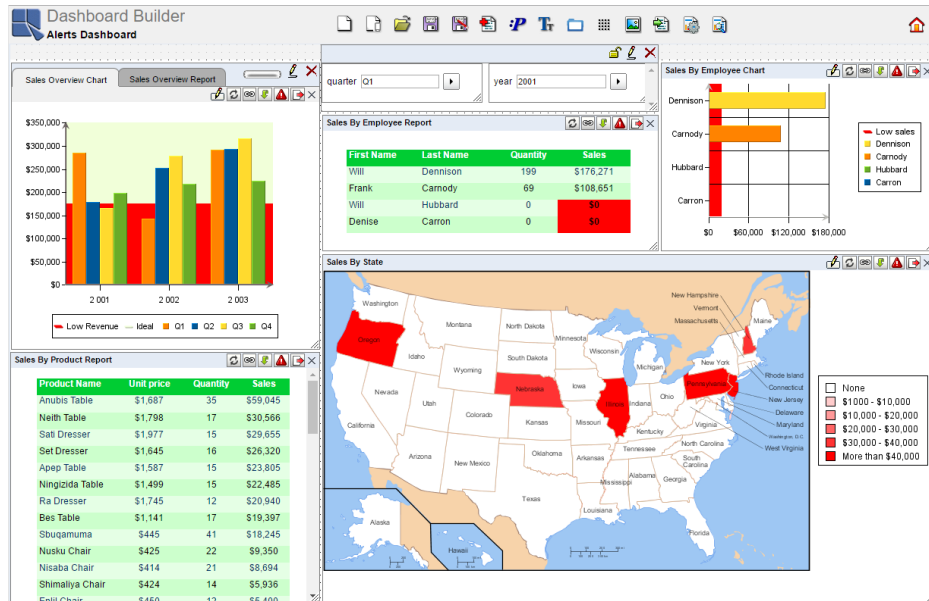 Dashboard Builder
Alerts Dashboard
:P
Tt
Sales Overview Chart
Sales Overview Report
$350,000
$300,000
$250,000
$200,000
$150,000
$100,000
$50,000
$0
2 001
2 002
2 003
Low Revenue
Ideal
Q1
Q2
Q3
Q4
quarter Q1
year 2001
Sales By Employee Report
First Name Last Name Quantity Sales
Will Dennison 199 $176,271
Frank Carnody 69 $108,651
Will Hubbard 0 $0
Denise Carron 0 $0
Sales By Employee Chart
Dennison
Carnody
Hubbard
Carron
$0 $60,000 $120,000 $180,000
Low sales
Dennison
Carnody
Hubbard
Carron
Sales By Product Report
Product Name Unit price Quantity Sales
Anubis Table $1,687 35 $59,045
Neith Table $1,798 17 $30,566
Sati Dresser $1,977 15 $29,655
Set Dresser $1,645 16 $26,320
Apep Table $1,587 15 $23,805
Ningizida Table $1,499 15 $22,485
Ra Dresser $1,745 12 $20,940
Bes Table $1,141 17 $19,397
Sbuqamuma $445 41 $18,245
Nusku Chair $425 22 $9,350
Nisaba Chair $414 21 $8,694
Shimaliya Chair $424 14 $5,936
Enlil Chair $450 12 $5,400
Sales By State
Washington
Oregon
Idaho
Montana
North Dakota
South Dakota
Minnesota
Wisconsin
Michigan
New York
Maine
New Hampshire
Vermont
Massachusetts
Rhode Island
Connecticut
New Jersey
Delaware
Maryland
Washington, D.C
West Virginia
Wyoming
Nebraska
Iowa
Illinois
Indiana
Ohio
Pennsylvania
Nevada
Utah
Colorado
Kansas
Missouri
Kentucky
Virginia
California
Arizona
New Mexico
Oklahoma
Arkansas
Tennessee
North Carolina
South
Carolina
Mississippi
Alabama
Georgia
Texas
Louisiana
Florida
Alaska
Hawaii
None
$1000 - $10,000
$10,000 - $20,000
$20,000 - $30,000
$30,000 - $40,000
More than $40,000